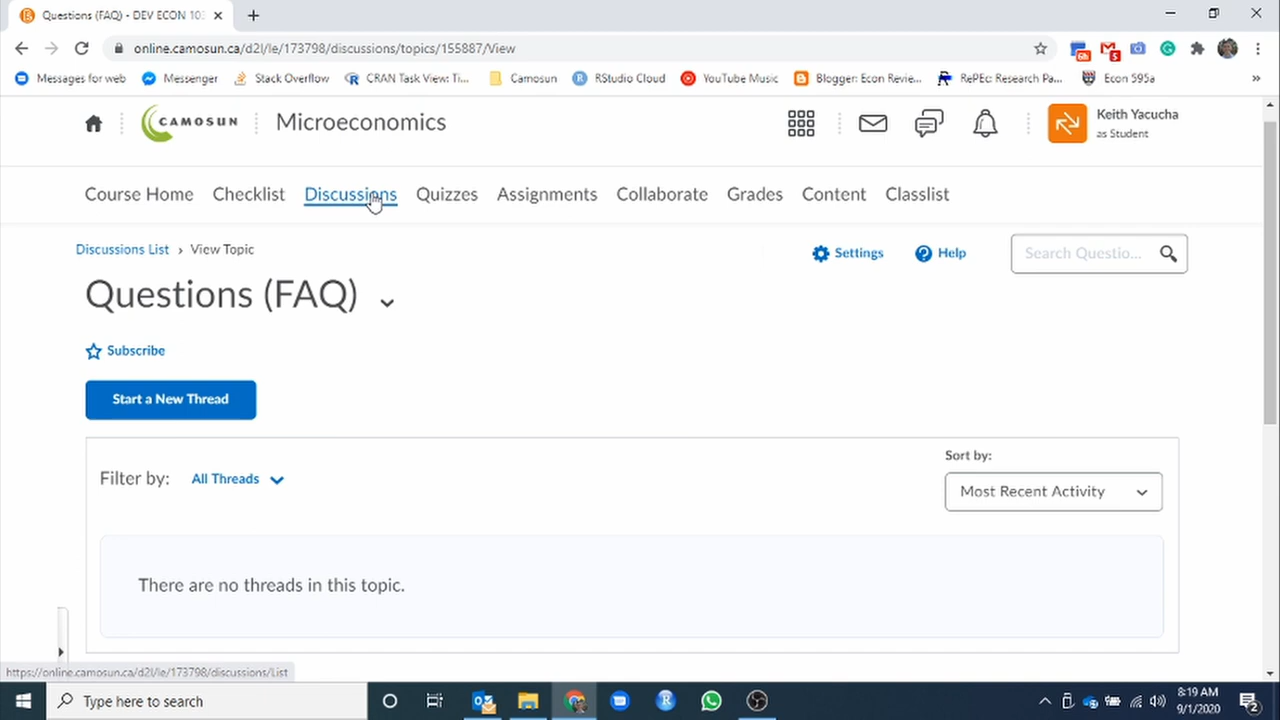 Questions (FAQ) - DEV ECON 103
online.camosun.ca/d2l/le/173798/discussions/topics/155887/View
6h
5
Messages for web
Messenger
Stack Overflow
CRAN Task View: Ti...
Camosun
RStudio Cloud
YouTube Music
Blogger: Econ Revie...
RePEc: Research Pa...
Econ 595a
»
CAMOSUN
Microeconomics
Keith Yacucha
as Student
Course Home
Checklist
Discussions
Quizzes
Assignments
Collaborate
Grades
Content
Classlist
Discussions List › View Topic
Settings
Help
Search Questio...
Questions (FAQ)
Subscribe
Start a New Thread
Filter by: All Threads
Sort by:
Most Recent Activity
There are no threads in this topic.
https://online.camosun.ca/d2l/le/173798/discussions/List
Type here to search
8:19 AM
9/1/2020
2